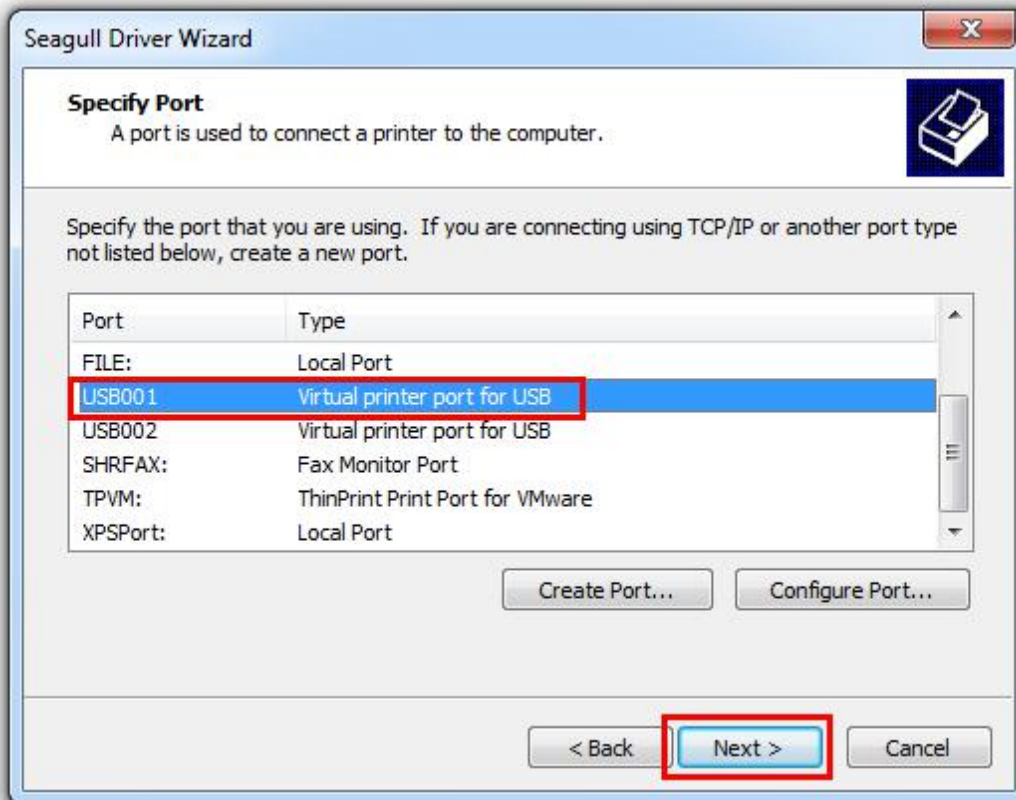 Seagull Driver Wizard
Specify Port
A port is used to connect a printer to the computer.
Specify the port that you are using. If you are connecting using TCP/IP or another port type
not listed below, create a new port.
Port Type
FILE: Local Port
USB001 Virtual printer port for USB
USB002 Virtual printer port for USB
SHRFAX: Fax Monitor Port
TPVM: ThinPrint Print Port for VMware
XPSPort: Local Port
Create Port... Configure Port...
< Back Next > Cancel